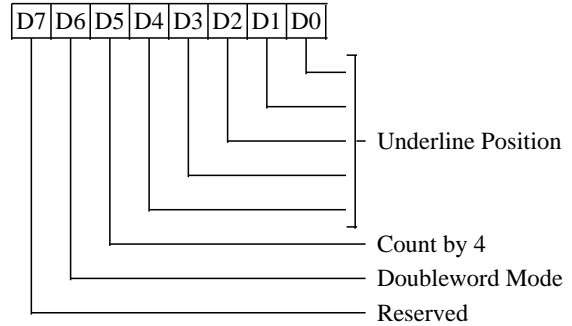 D7 D6 D5 D4 D3 D2 D1 D0
Underline Position
Count by 4
Doubleword Mode
Reserved